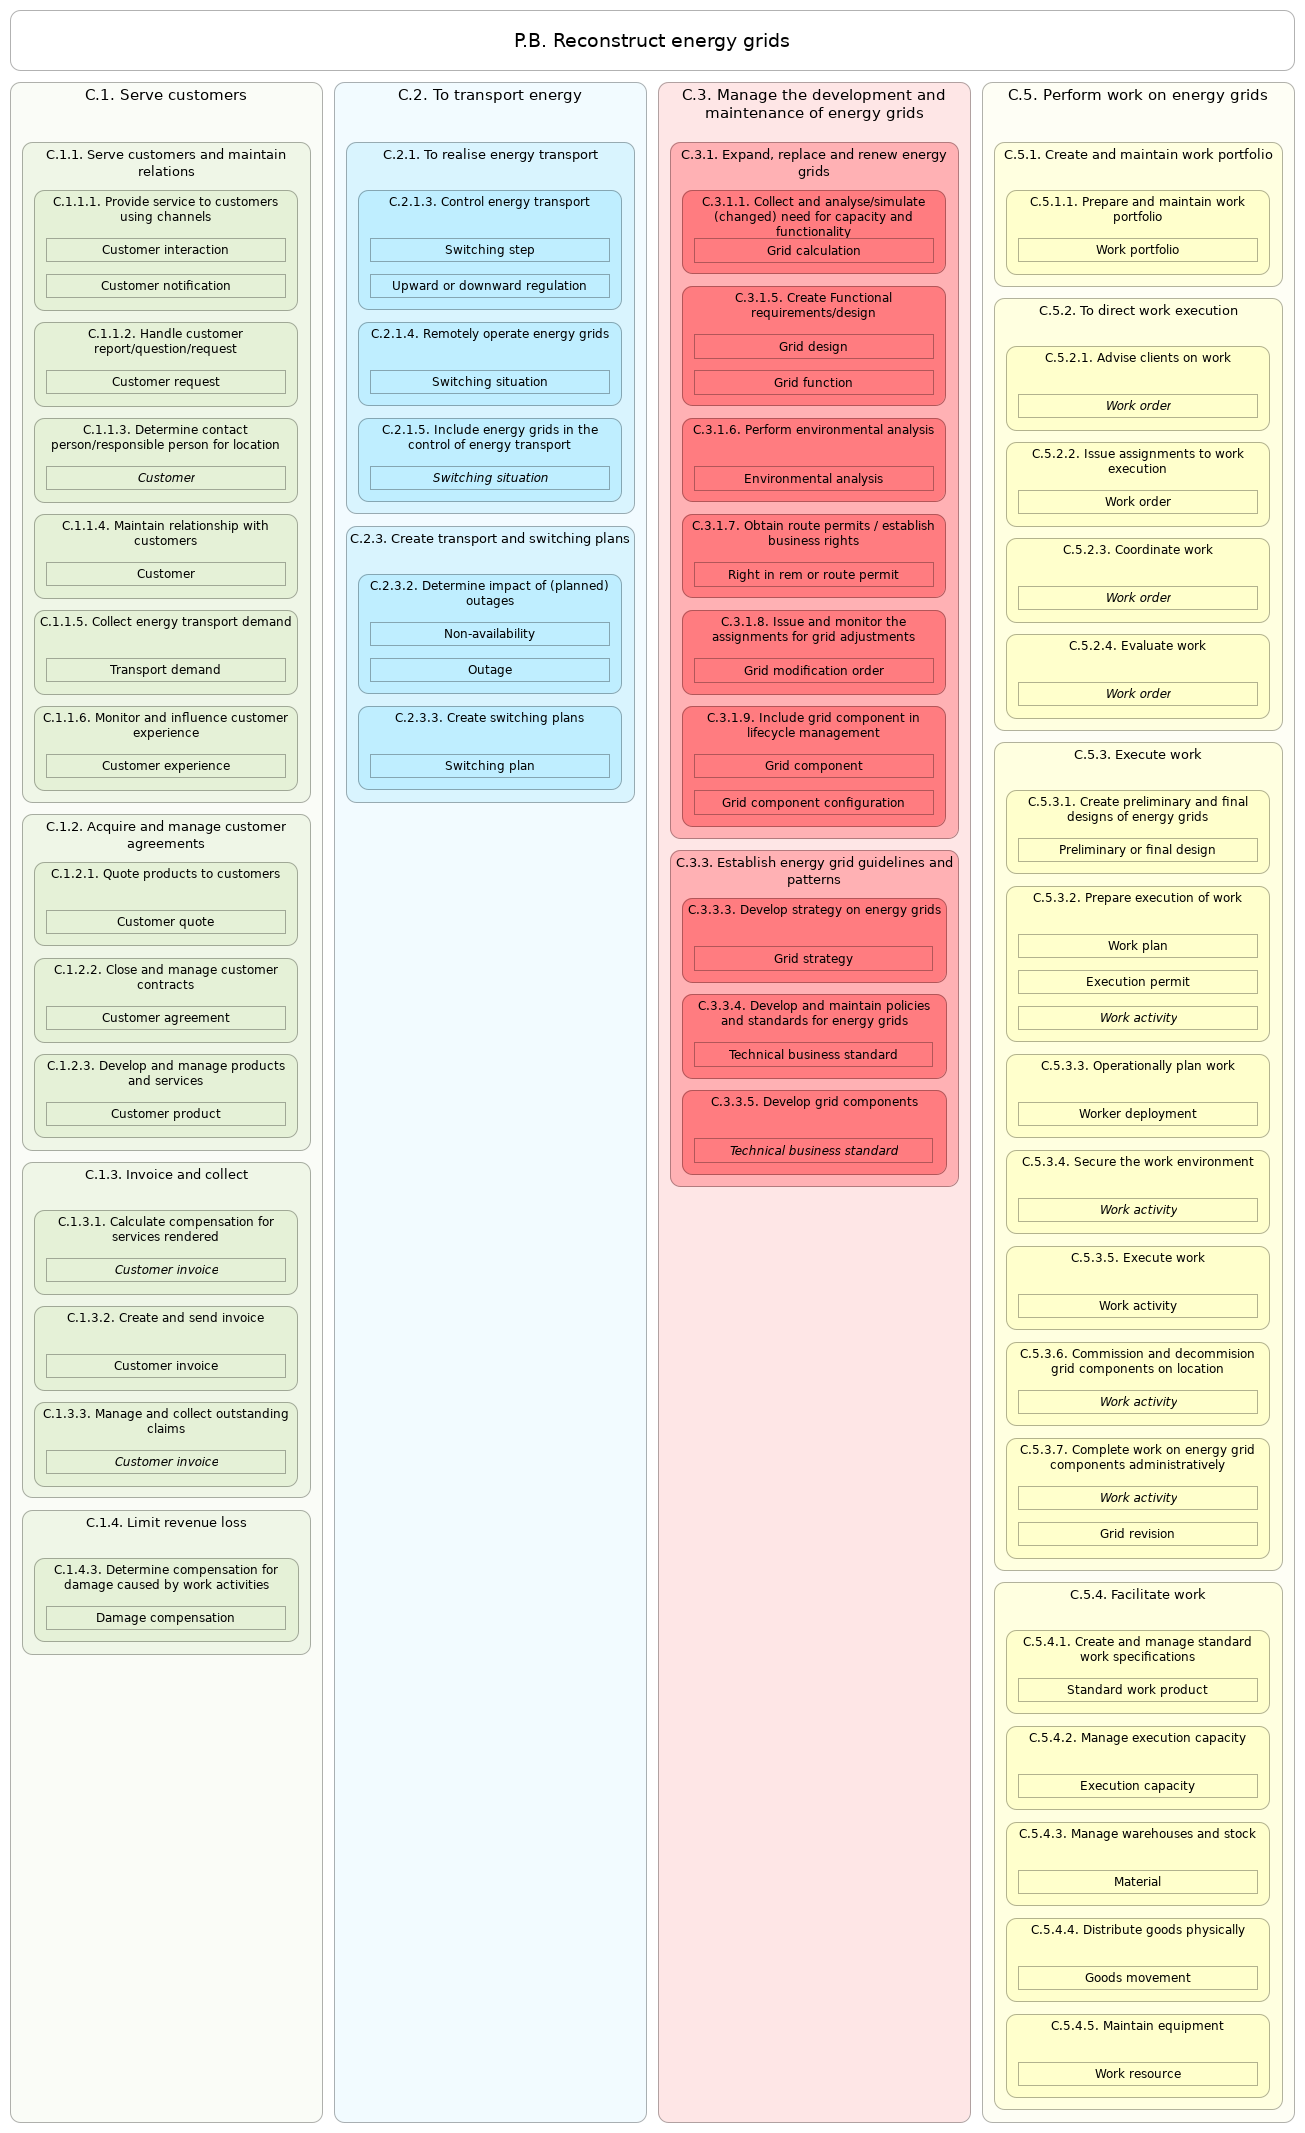 P.B. Reconstruct energy grids
C.1. Serve customers
C.1.1. Serve customers and maintain
relations
C.1.1.1. Provide service to customers
using channels
Customer interaction
Customer notification
C.1.1.2. Handle customer
report/question/request
Customer request
C.1.1.3. Determine contact
person/responsible person for location
Customer
C.1.1.4. Maintain relationship with
customers
Customer
C.1.1.5. Collect energy transport demand
Transport demand
C.1.1.6. Monitor and influence customer
experience
Customer experience
C.1.2. Acquire and manage customer
agreements
C.1.2.1. Quote products to customers
Customer quote
C.1.2.2. Close and manage customer
contracts
Customer agreement
C.1.2.3. Develop and manage products
and services
Customer product
C.1.3. Invoice and collect
C.1.3.1. Calculate compensation for
services rendered
Customer invoice
C.1.3.2. Create and send invoice
Customer invoice
C.1.3.3. Manage and collect outstanding
claims
Customer invoice
C.1.4. Limit revenue loss
C.1.4.3. Determine compensation for
damage caused by work activities
Damage compensation
C.2. To transport energy
C.2.1. To realise energy transport
C.2.1.3. Control energy transport
Switching step
Upward or downward regulation
C.2.1.4. Remotely operate energy grids
Switching situation
C.2.1.5. Include energy grids in the
control of energy transport
Switching situation
C.2.3. Create transport and switching plans
C.2.3.2. Determine impact of (planned)
outages
Non-availability
Outage
C.2.3.3. Create switching plans
Switching plan
C.3. Manage the development and
maintenance of energy grids
C.3.1. Expand, replace and renew energy
grids
C.3.1.1. Collect and analyse/simulate
(changed) need for capacity and
functionality
Grid calculation
C.3.1.5. Create Functional
requirements/design
Grid design
Grid function
C.3.1.6. Perform environmental analysis
Environmental analysis
C.3.1.7. Obtain route permits / establish
business rights
Right in rem or route permit
C.3.1.8. Issue and monitor the
assignments for grid adjustments
Grid modification order
C.3.1.9. Include grid component in
lifecycle management
Grid component
Grid component configuration
C.3.3. Establish energy grid guidelines and
patterns
C.3.3.3. Develop strategy on energy grids
Grid strategy
C.3.3.4. Develop and maintain policies
and standards for energy grids
Technical business standard
C.3.3.5. Develop grid components
Technical business standard
C.5. Perform work on energy grids
C.5.1. Create and maintain work portfolio
C.5.1.1. Prepare and maintain work
portfolio
Work portfolio
C.5.2. To direct work execution
C.5.2.1. Advise clients on work
Work order
C.5.2.2. Issue assignments to work
execution
Work order
C.5.2.3. Coordinate work
Work order
C.5.2.4. Evaluate work
Work order
C.5.3. Execute work
C.5.3.1. Create preliminary and final
designs of energy grids
Preliminary or final design
C.5.3.2. Prepare execution of work
Work plan
Execution permit
Work activity
C.5.3.3. Operationally plan work
Worker deployment
C.5.3.4. Secure the work environment
Work activity
C.5.3.5. Execute work
Work activity
C.5.3.6. Commission and decommision
grid components on location
Work activity
C.5.3.7. Complete work on energy grid
components administratively
Work activity
Grid revision
C.5.4. Facilitate work
C.5.4.1. Create and manage standard
work specifications
Standard work product
C.5.4.2. Manage execution capacity
Execution capacity
C.5.4.3. Manage warehouses and stock
Material
C.5.4.4. Distribute goods physically
Goods movement
C.5.4.5. Maintain equipment
Work resource